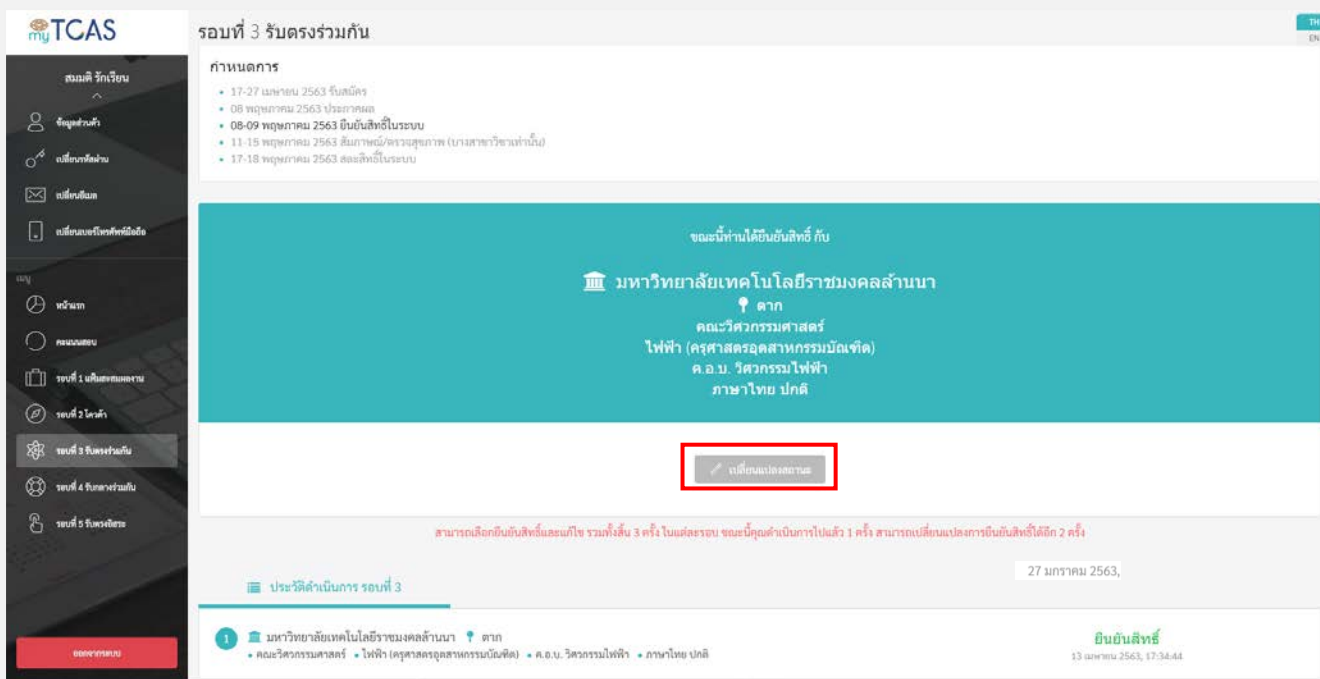 myTCAS
รอบที่ 3 รับตรงร่วมกัน
TH
EN
สมมติ รักเรียน
ข้อมูลส่วนตัว
เปลี่ยนรหัสผ่าน
เปลี่ยนอีเมล
เปลี่ยนเบอร์โทรศัพท์มือถือ
เมนู
หน้าแรก
คะแนนสอบ
รอบที่ 1 แฟ้มสะสมผลงาน
รอบที่ 2 โควต้า
รอบที่ 3 รับตรงร่วมกัน
รอบที่ 4 รับกลางร่วมกัน
รอบที่ 5 รับตรงอิสระ
ออกจากระบบ
กำหนดการ
17-27 เมษายน 2563 รับสมัคร
08 พฤษภาคม 2563 ประกาศผล
08-09 พฤษภาคม 2563 ยืนยันสิทธิ์ในระบบ
11-15 พฤษภาคม 2563 สัมภาษณ์/ตรวจสุขภาพ (บางสาขาวิชาเท่านั้น)
17-18 พฤษภาคม 2563 สละสิทธิ์ในระบบ
ขณะนี้ท่านได้ยืนยันสิทธิ์ กับ
มหาวิทยาลัยเทคโนโลยีราชมงคลล้านนา
ตาก
คณะวิศวกรรมศาสตร์
ไฟฟ้า (ครุศาสตรอุตสาหกรรมบัณฑิต)
ค.อ.บ. วิศวกรรมไฟฟ้า
ภาษาไทย ปกติ
เปลี่ยนแปลงสถานะ
สามารถเลือกยืนยันสิทธิ์และแก้ไข รวมทั้งสิ้น 3 ครั้ง ในแต่ละรอบ ขณะนี้คุณดำเนินการไปแล้ว 1 ครั้ง สามารถเปลี่ยนแปลงการยืนยันสิทธิ์ได้อีก 2 ครั้ง
27 มกราคม 2563,
ประวัติดำเนินการ รอบที่ 3
1 มหาวิทยาลัยเทคโนโลยีราชมงคลล้านนา ตาก
• คณะวิศวกรรมศาสตร์ • ไฟฟ้า (ครุศาสตรอุตสาหกรรมบัณฑิต) • ค.อ.บ. วิศวกรรมไฟฟ้า • ภาษาไทย ปกติ
ยืนยันสิทธิ์
13 เมษายน 2563, 17:34:44